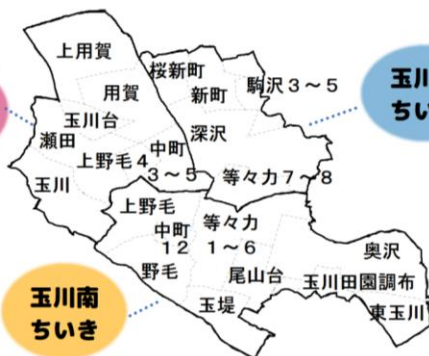 上用賀
桜新町
駒沢３～５
用賀
新町
玉川
ちい
玉川台
深沢
瀬田
上野毛４
中町
３～５
玉川
等々力７～８
上野毛
等々力
１～６
中町
１２
野毛
尾山台
奥沢
玉川田園調布
玉堤
東玉川
玉川南
ちいき